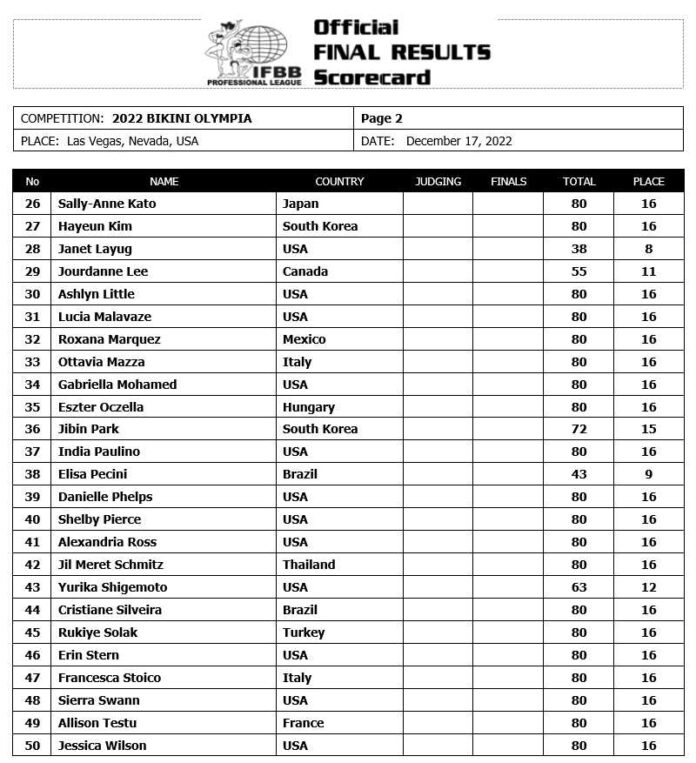 Official
FINAL RESULTS
Scorecard
IFBB
PROFESSIONAL LEAGUE
COMPETITION: 2022 BIKINI OLYMPIA Page 2
PLACE: Las Vegas, Nevada, USA DATE: December 17, 2022
No NAME COUNTRY JUDGING FINALS TOTAL PLACE
26 Sally-Anne Kato Japan 80 16
27 Hayeun Kim South Korea 80 16
28 Janet Layug USA 38 8
29 Jourdanne Lee Canada 55 11
30 Ashlyn Little USA 80 16
31 Lucia Malavaze USA 80 16
32 Roxana Marquez Mexico 80 16
33 Ottavia Mazza Italy 80 16
34 Gabriella Mohamed USA 80 16
35 Eszter Oczella Hungary 80 16
36 Jibin Park South Korea 72 15
37 India Paulino USA 80 16
38 Elisa Pecini Brazil 43 9
39 Danielle Phelps USA 80 16
40 Shelby Pierce USA 80 16
41 Alexandria Ross USA 80 16
42 Jil Meret Schmitz Thailand 80 16
43 Yurika Shigemoto USA 63 12
44 Cristiane Silveira Brazil 80 16
45 Rukiye Solak Turkey 80 16
46 Erin Stern USA 80 16
47 Francesca Stoico Italy 80 16
48 Sierra Swann USA 80 16
49 Allison Testu France 80 16
50 Jessica Wilson USA 80 16